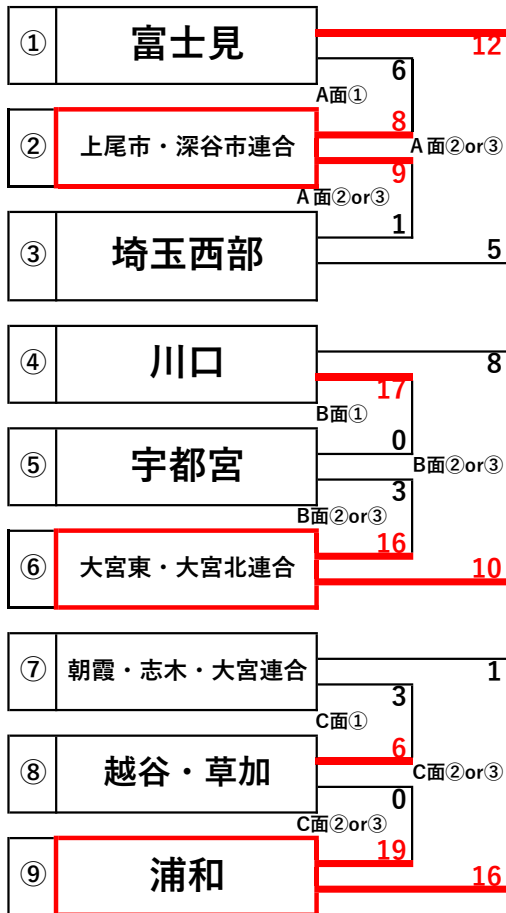 ① 富士見 12
6
A面①
② 上尾市・深谷市連合 8
A面②or③
9
A面②or③
③ 埼玉西部 1
5
④ 川口 8
17
B面①
⑤ 宇都宮 0
B面②or③
3
B面②or③
⑥ 大宮東・大宮北連合 16
10
⑦ 朝霞・志木・大宮連合 1
3
C面①
⑧ 越谷・草加 6
C面②or③
0
C面②or③
⑨ 浦和 19
16